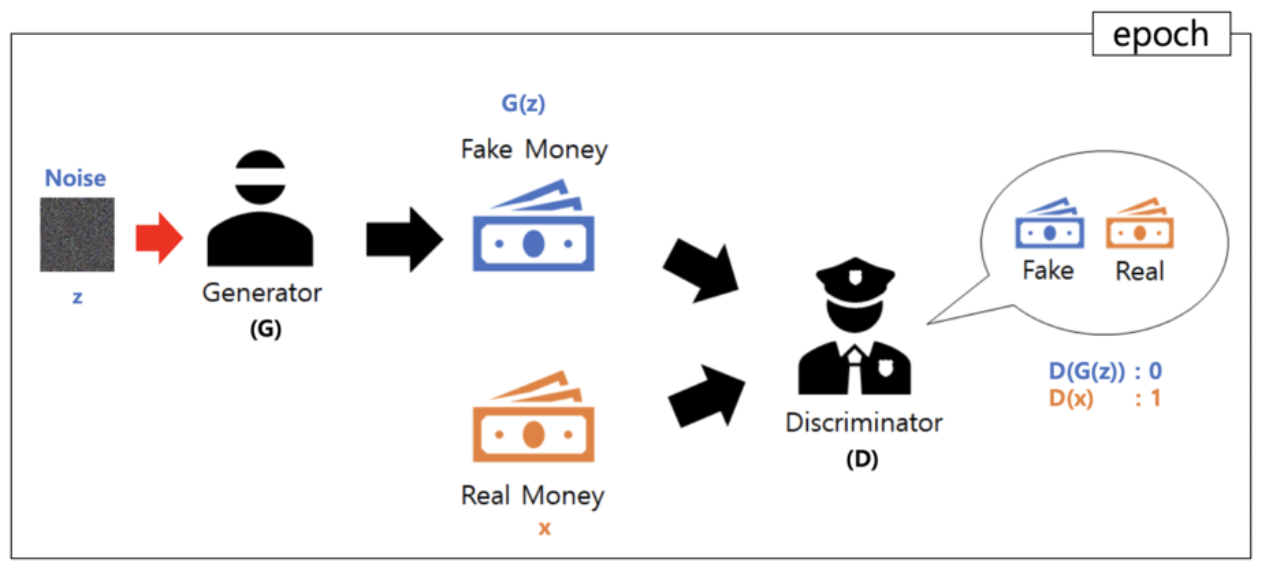 epoch
G(z)
Fake Money
Noise
z
Generator
(G)
Fake Real
D(G(z)) : 0
D(x) : 1
Discriminator
(D)
Real Money
x